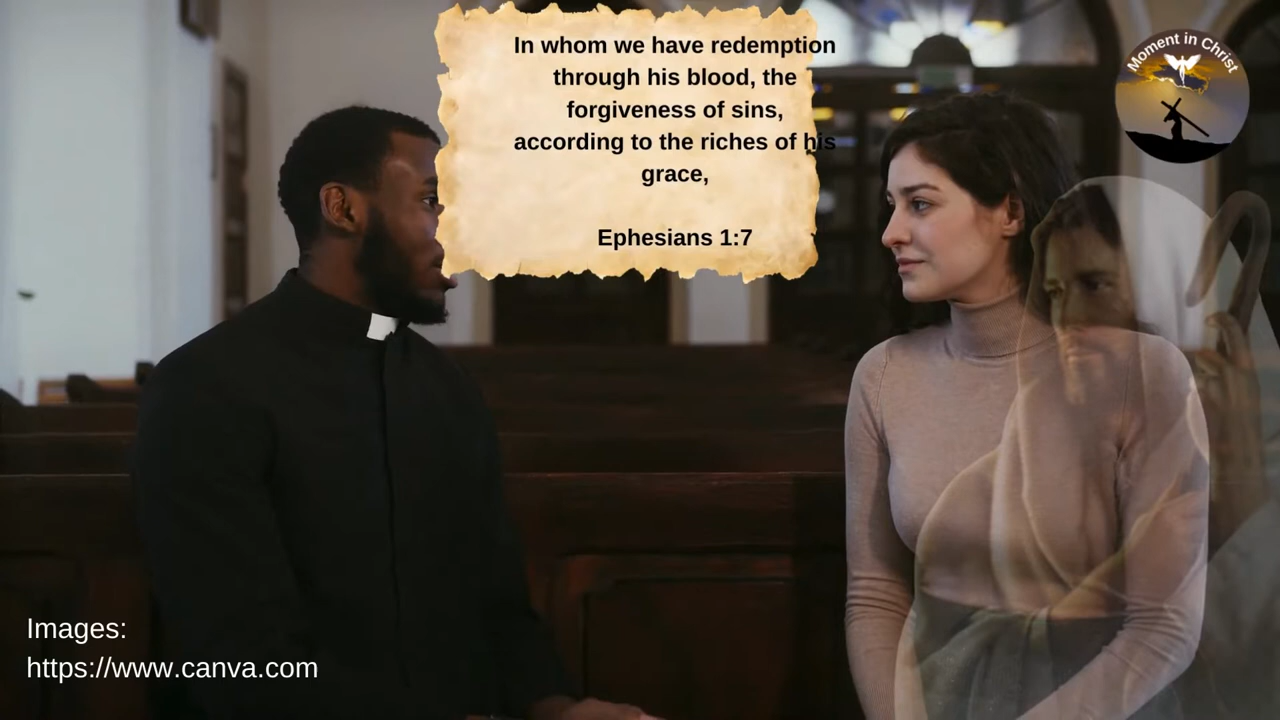 In whom we have redemption
through his blood, the
forgiveness of sins,
according to the riches of his
grace,
Ephesians 1:7
Moment in Christ
Images:
https://www.canva.com